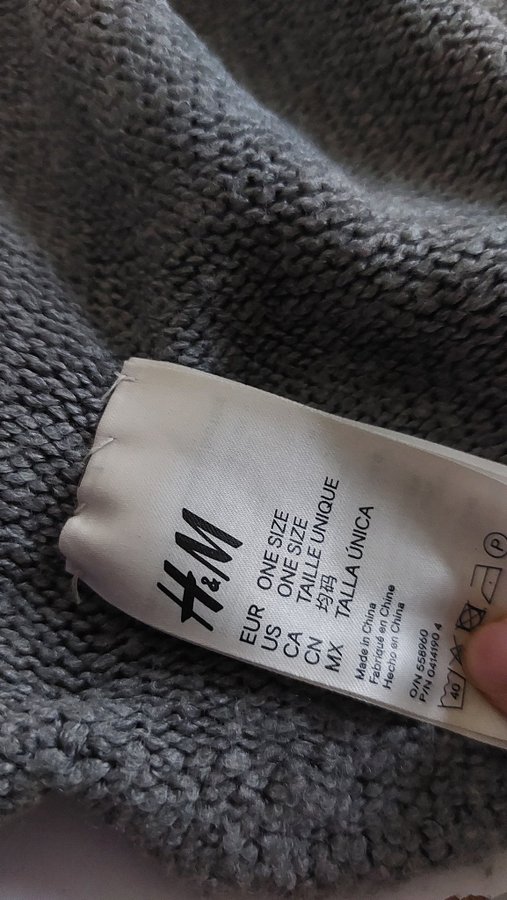 H&M
EUR ONE SIZE
US ONE SIZE
CA TAILLE UNIQUE
CN 均码
MX TALLA ÚNICA
Made in China
Fabriqué en Chine
Hecho en China
O/N 558960
P/N 0414190 4
40
P